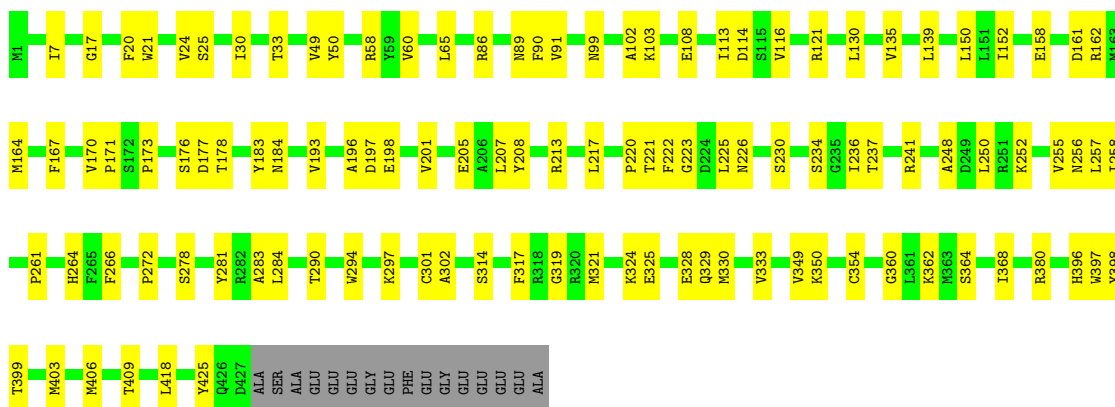 M1 I7 G17 F20 W21 V24 S25 I30 T33 V49 Y50 R58 Y59 V60 L65 R86 N89 F90 V91 N99 A102 K103 E108 I113 D114 S115 V116 R121 L130 V135 L139 L150 L151 I152 E158 D161 R162 M163
M164 F167 V170 P171 S172 P173 S176 D177 T178 Y183 N184 V193 A196 D197 E198 V201 E205 A206 L207 Y208 R213 L217 P220 T221 F222 G223 D224 L225 N226 S230 S234 G235 I236 T237 R241 A248 D249 L250 R251 K252 V255 N256 L257
P261 H264 F265 F266 P272 S278 Y281 R282 A283 L284 T290 W294 K297 C301 A302 S314 F317 R318 G319 R320 M321 K324 E325 E328 Q329 M330 V333 V349 K350 C354 G360 L361 K362 M363 S364 I368 R380 H396 W397
T399 M403 M406 T409 L418 Y425 Q426 D427 ALA SER ALA GLU GLU GLU GLY GLU PHE GLU GLY GLU GLU GLU GLU ALA